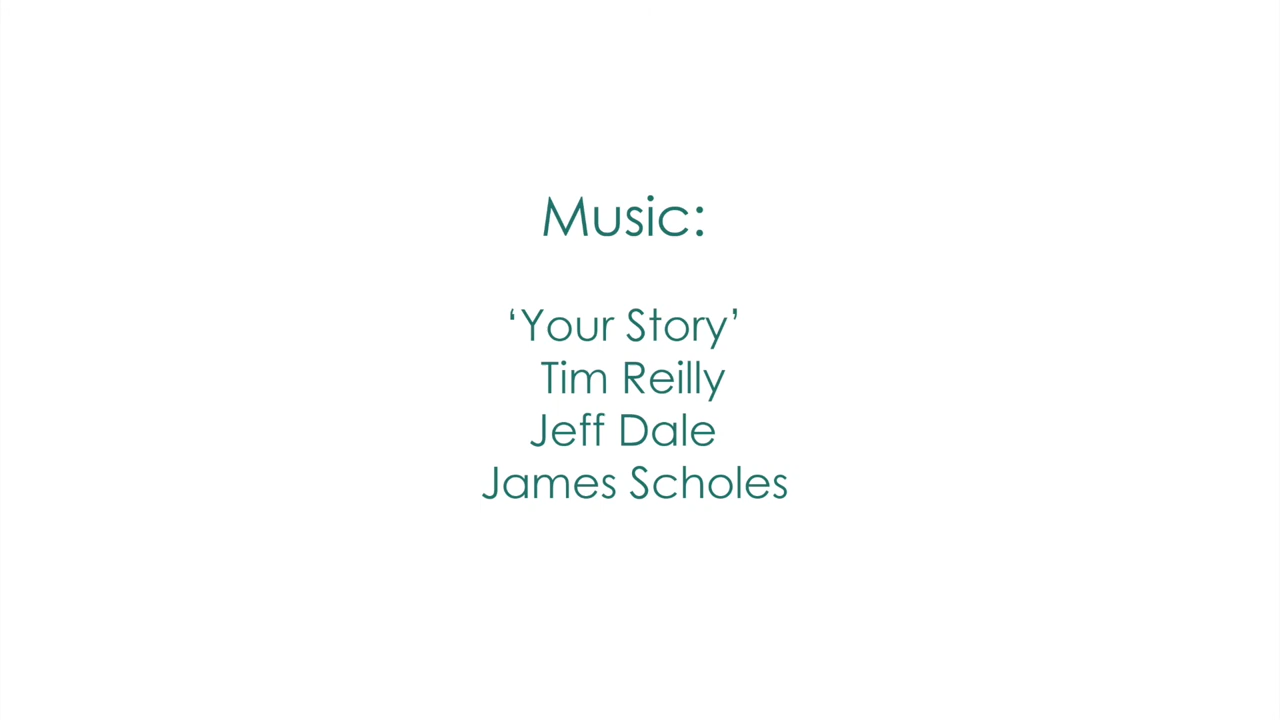 Music:
‘Your Story’
Tim Reilly
Jeff Dale
James Scholes